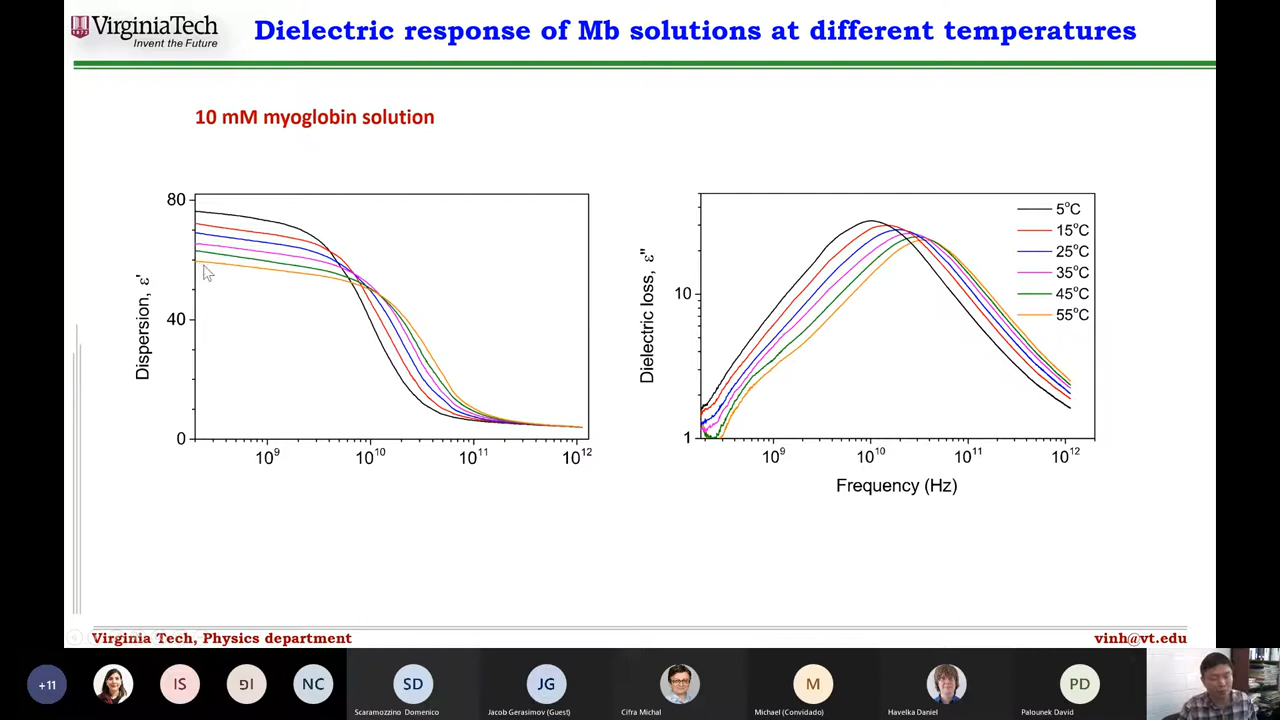 VirginiaTech
Invent the Future
1872
Dielectric response of Mb solutions at different temperatures
10 mM myoglobin solution
Dispersion, ε'
80
40
0
10⁹
10¹⁰
10¹¹
10¹²
Dielectric loss, ε"
10
1
10⁹
10¹⁰
10¹¹
10¹²
Frequency (Hz)
5°C
15°C
25°C
35°C
45°C
55°C
Virginia Tech, Physics department
vinh@vt.edu
+11
IS
פו
NC
SD
Scaramozzino Domenico
JG
Jacob Gerasimov (Guest)
Cifra Michal
M
Michael (Convidado)
Havelka Daniel
PD
Palounek David